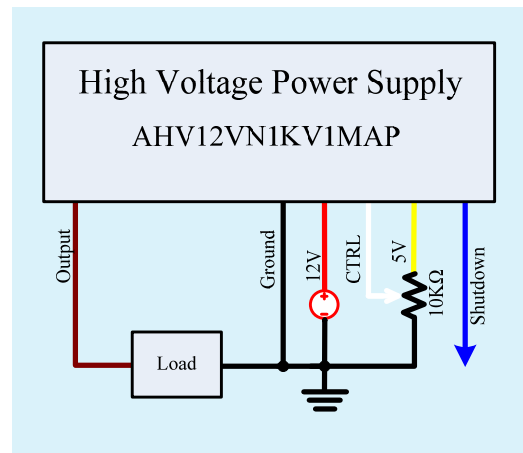 High Voltage Power Supply
AHV12VN1KV1MAP
Output
Ground
12V
CTRL
5V
10KΩ
Shutdown
Load